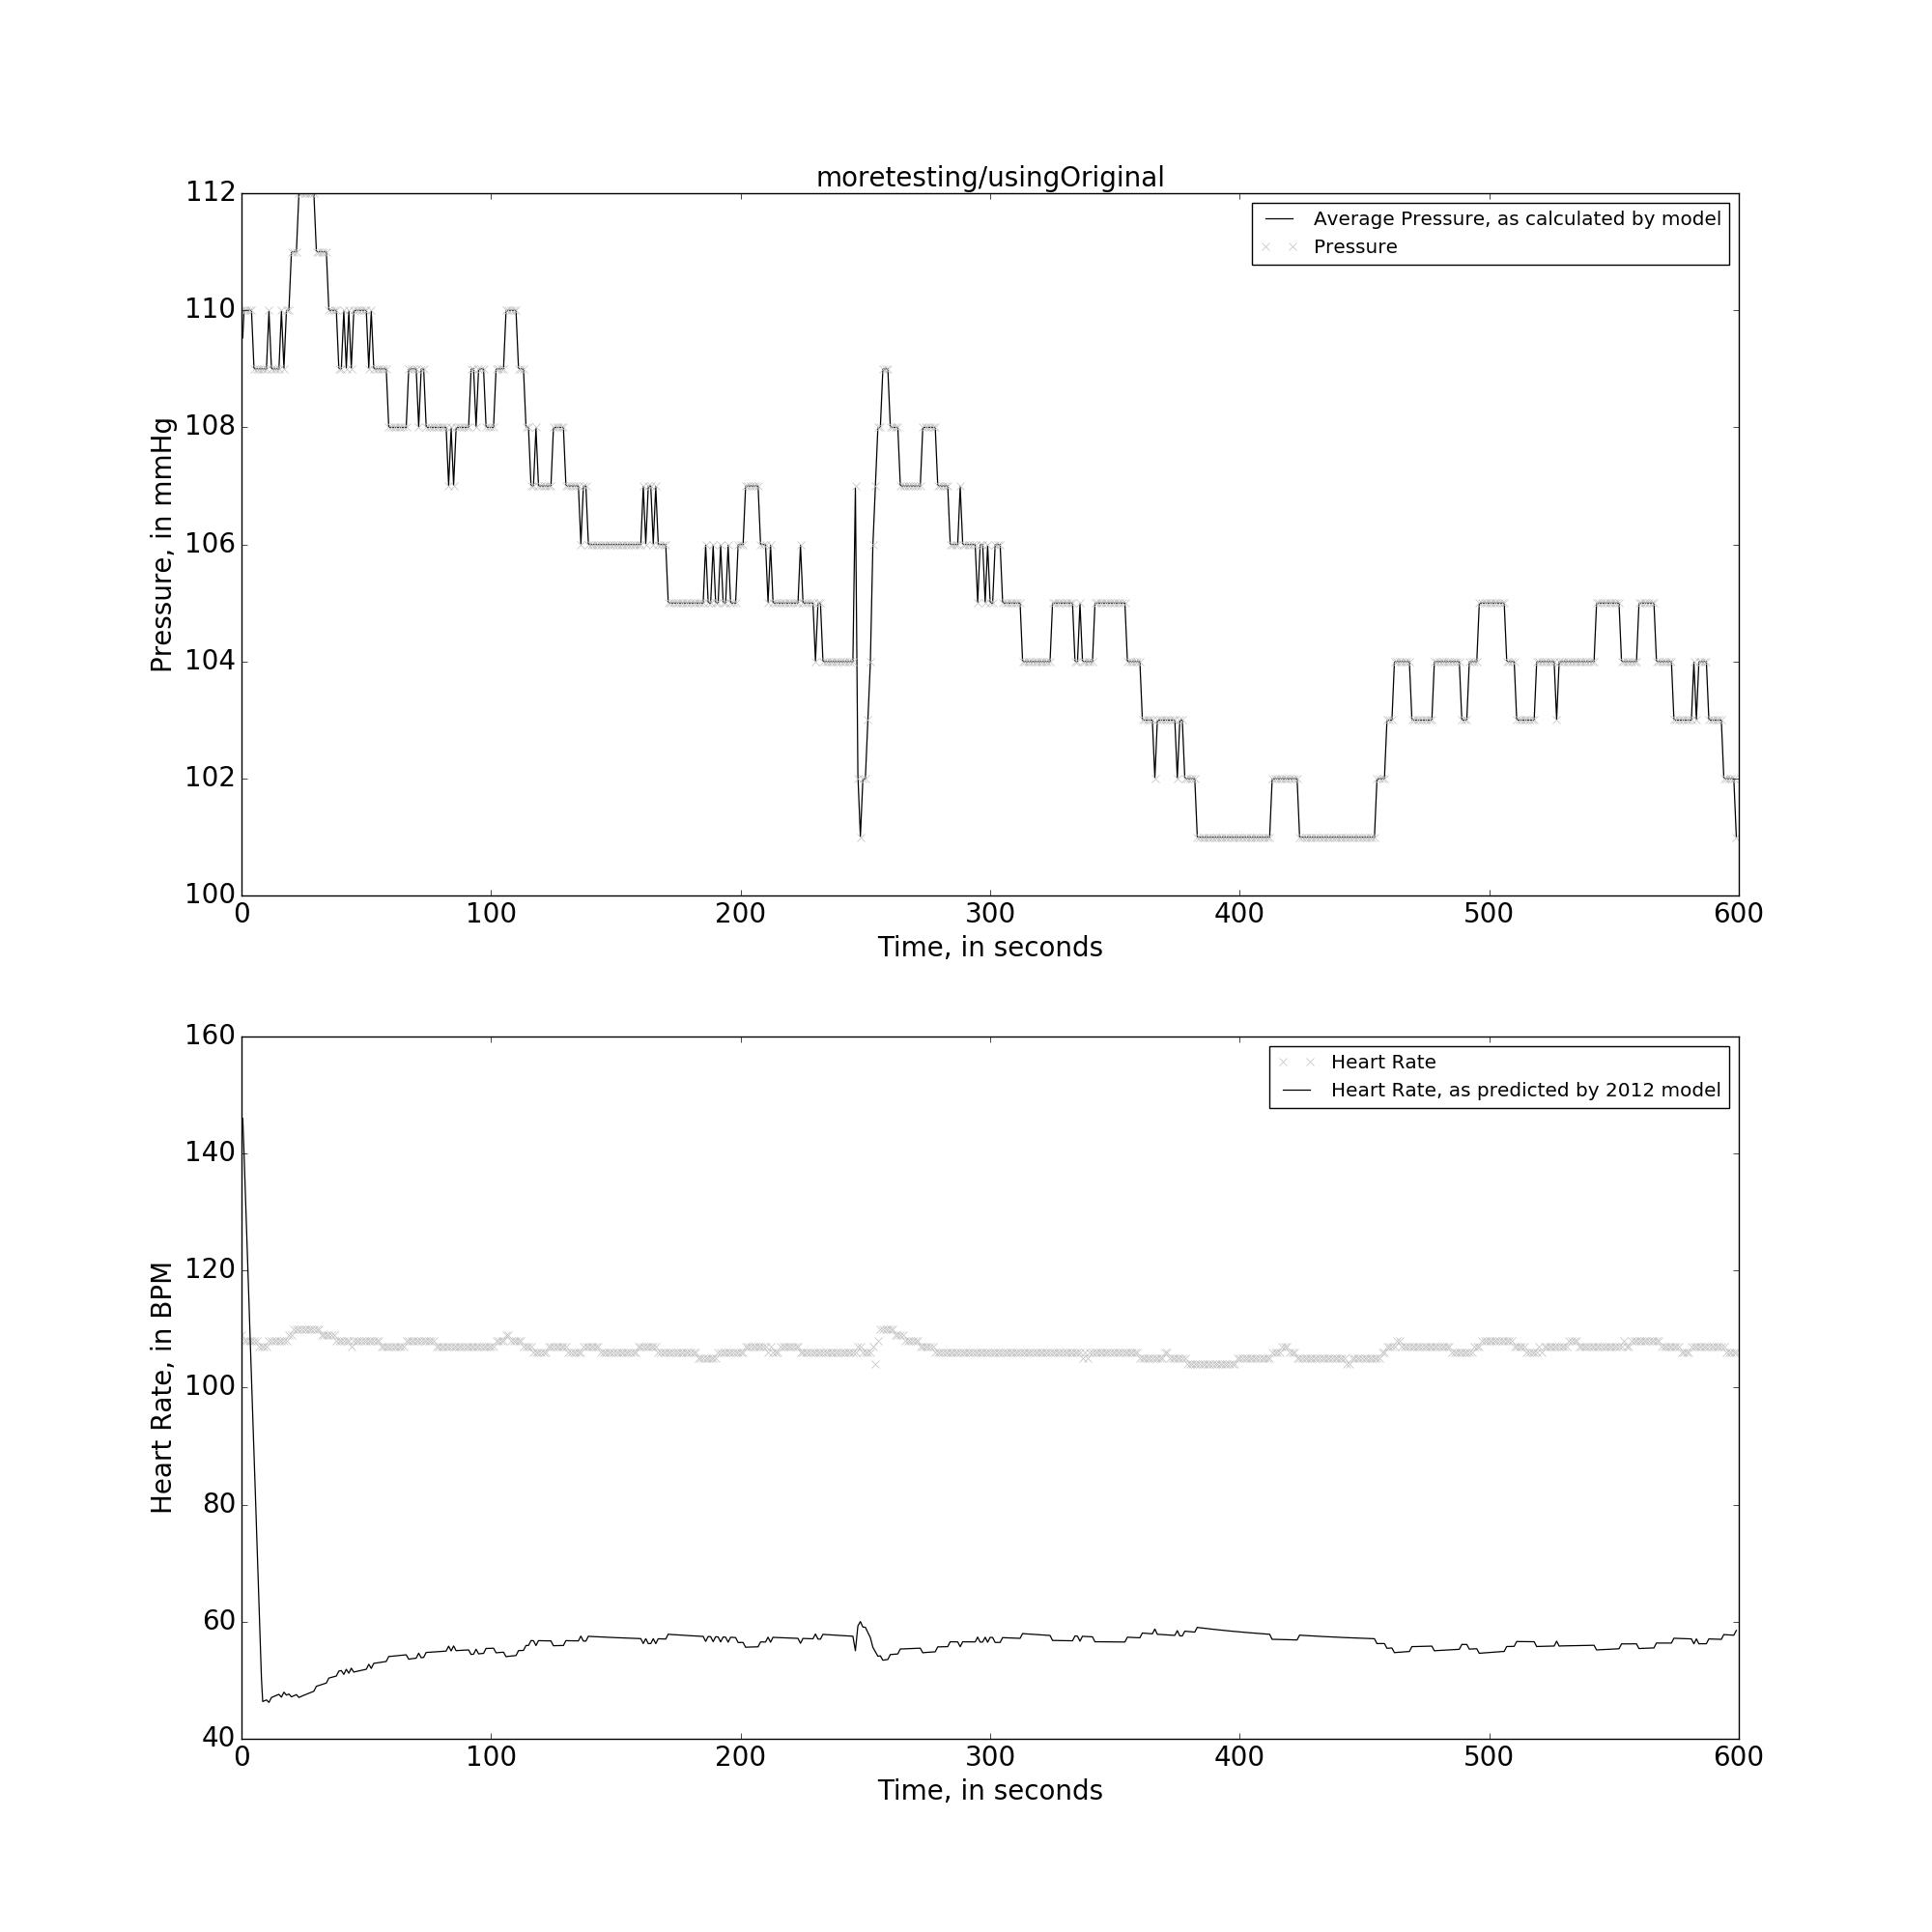 moretesting/usingOriginal
112
110
108
106
104
102
100
Pressure, in mmHg
Average Pressure, as calculated by model
Pressure
0 100 200 300 400 500 600
Time, in seconds
160
140
120
100
80
60
40
Heart Rate, in BPM
Heart Rate
Heart Rate, as predicted by 2012 model
0 100 200 300 400 500 600
Time, in seconds